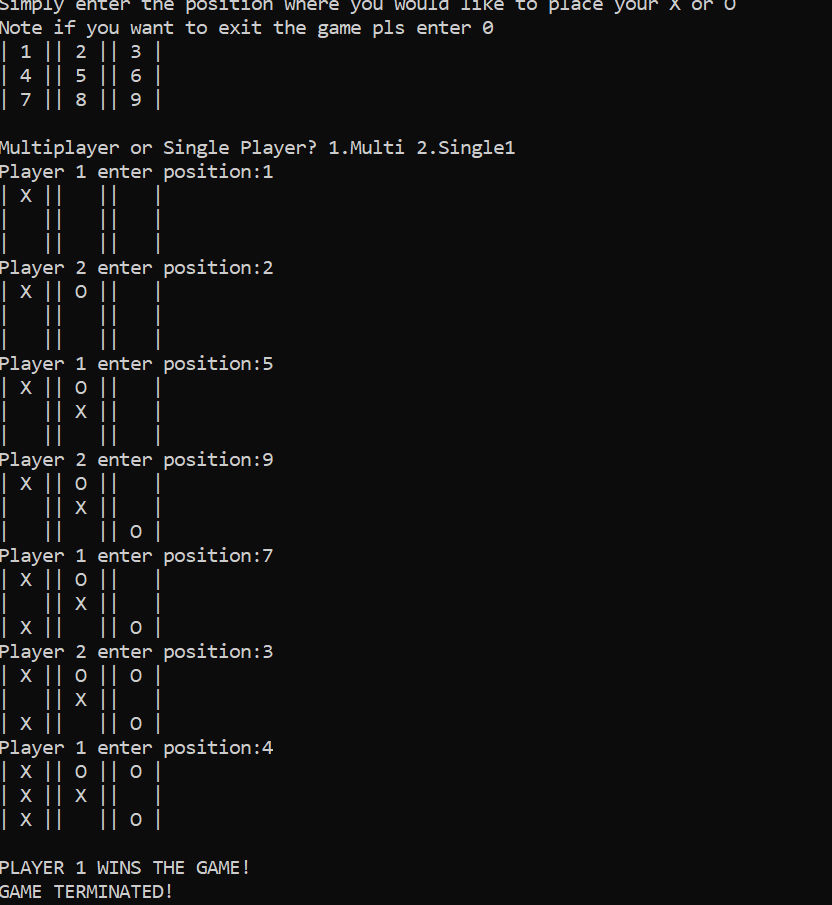 Simply enter the position where you would like to place your X or O
Note if you want to exit the game pls enter 0
| 1 || 2 || 3 |
| 4 || 5 || 6 |
| 7 || 8 || 9 |

Multiplayer or Single Player? 1.Multi 2.Single1
Player 1 enter position:1
| X ||   ||   |
|   ||   ||   |
|   ||   ||   |
Player 2 enter position:2
| X || O ||   |
|   ||   ||   |
|   ||   ||   |
Player 1 enter position:5
| X || O ||   |
|   || X ||   |
|   ||   ||   |
Player 2 enter position:9
| X || O ||   |
|   || X ||   |
|   ||   || O |
Player 1 enter position:7
| X || O ||   |
|   || X ||   |
| X ||   || O |
Player 2 enter position:3
| X || O || O |
|   || X ||   |
| X ||   || O |
Player 1 enter position:4
| X || O || O |
| X || X ||   |
| X ||   || O |

PLAYER 1 WINS THE GAME!
GAME TERMINATED!